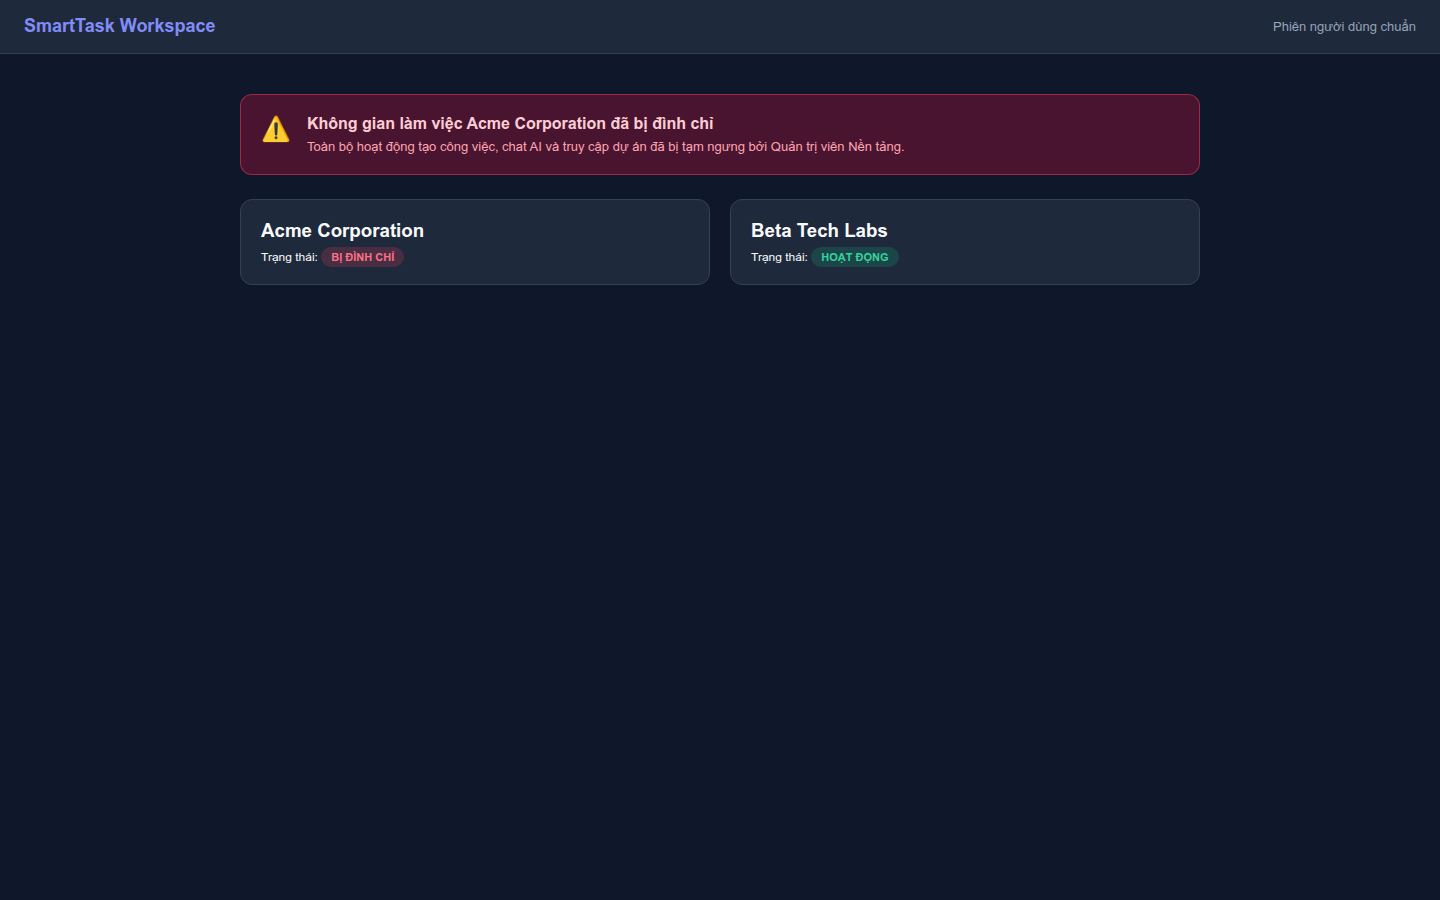 SmartTask Workspace
Phiên người dùng chuẩn
Không gian làm việc Acme Corporation đã bị đình chỉ
Toàn bộ hoạt động tạo công việc, chat AI và truy cập dự án đã bị tạm ngưng bởi Quản trị viên Nền tảng.
Acme Corporation
Trạng thái: BỊ ĐÌNH CHỈ
Beta Tech Labs
Trạng thái: HOẠT ĐỘNG